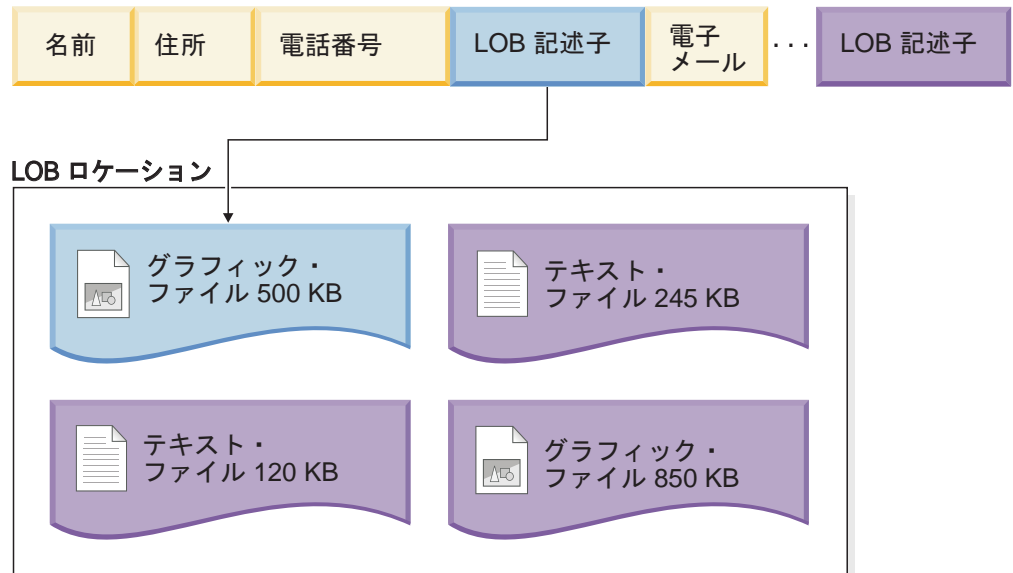 名前
住所
電話番号
LOB 記述子
電子
メール
...
LOB 記述子
LOB ロケーション
グラフィック・
ファイル 500 KB
テキスト・
ファイル 245 KB
テキスト・
ファイル 120 KB
グラフィック・
ファイル 850 KB